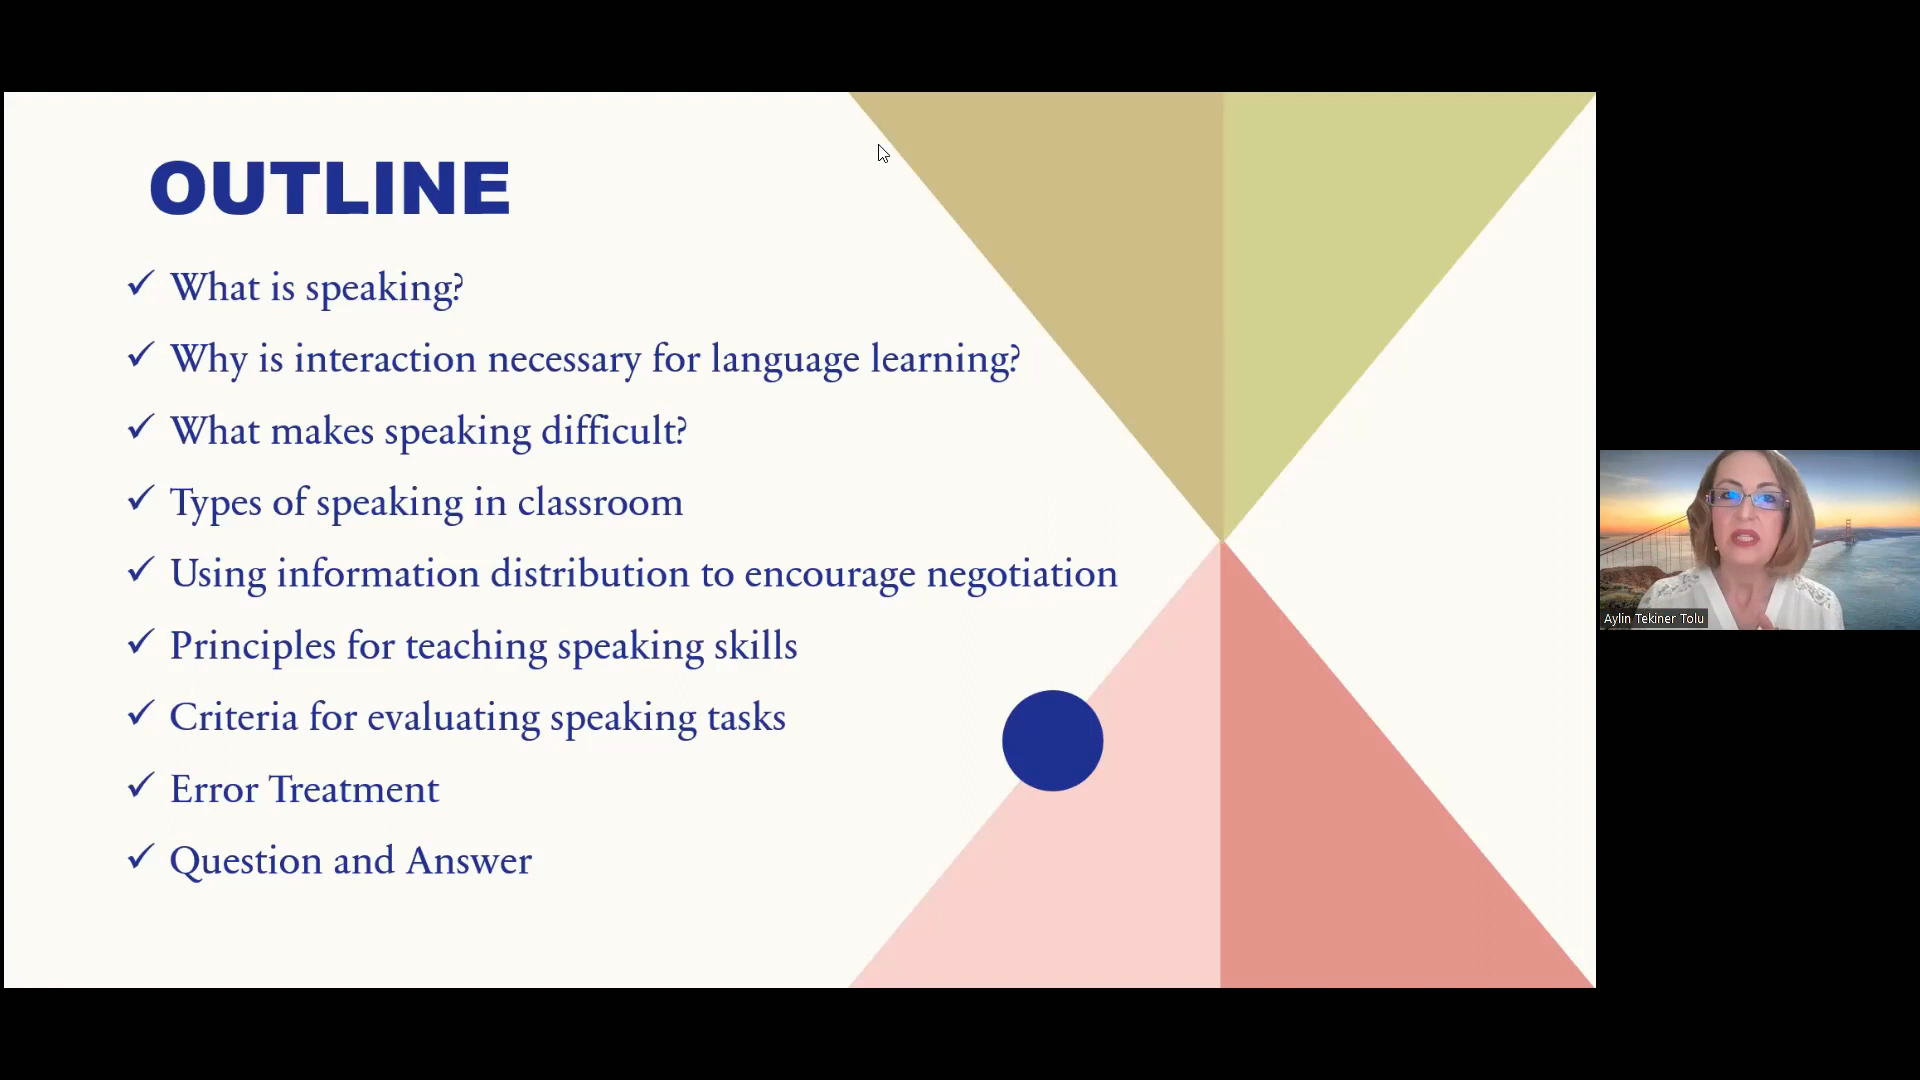 OUTLINE
✓ What is speaking?
✓ Why is interaction necessary for language learning?
✓ What makes speaking difficult?
✓ Types of speaking in classroom
✓ Using information distribution to encourage negotiation
✓ Principles for teaching speaking skills
✓ Criteria for evaluating speaking tasks
✓ Error Treatment
✓ Question and Answer
Aylin Tekiner Tolu